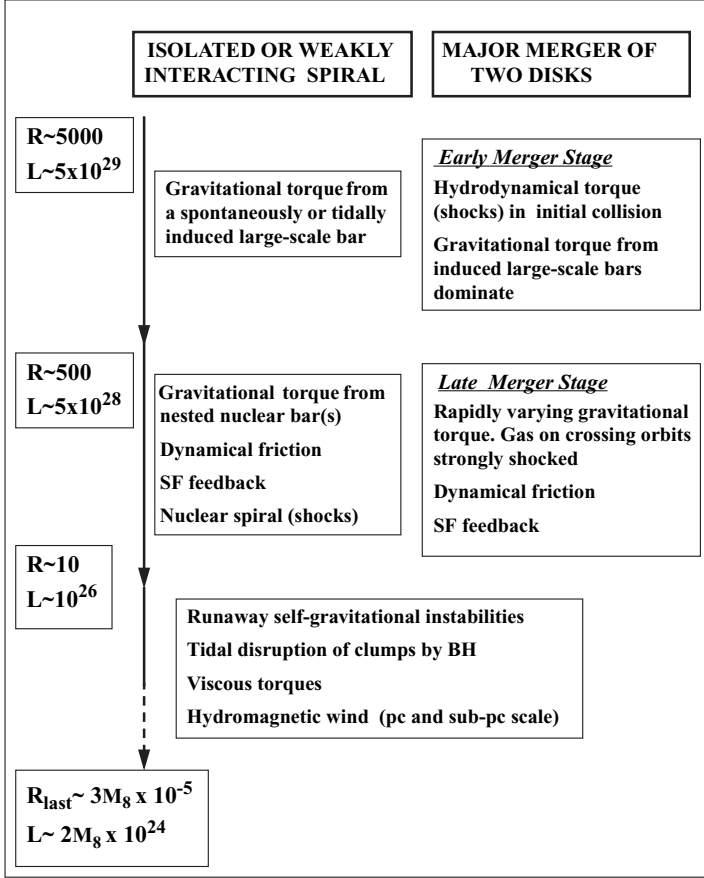 ISOLATED OR WEAKLY
INTERACTING SPIRAL
MAJOR MERGER OF
TWO DISKS
R~5000
L~5x10^29
Gravitational torque from
a spontaneously or tidally
induced large-scale bar
Early Merger Stage
Hydrodynamical torque
(shocks) in initial collision
Gravitational torque from
induced large-scale bars
dominate
R~500
L~5x10^28
Gravitational torque from
nested nuclear bar(s)
Dynamical friction
SF feedback
Nuclear spiral (shocks)
Late Merger Stage
Rapidly varying gravitational
torque. Gas on crossing orbits
strongly shocked
Dynamical friction
SF feedback
R~10
L~10^26
Runaway self-gravitational instabilities
Tidal disruption of clumps by BH
Viscous torques
Hydromagnetic wind (pc and sub-pc scale)
R_last~ 3M_8 x 10^-5
L~ 2M_8 x 10^24